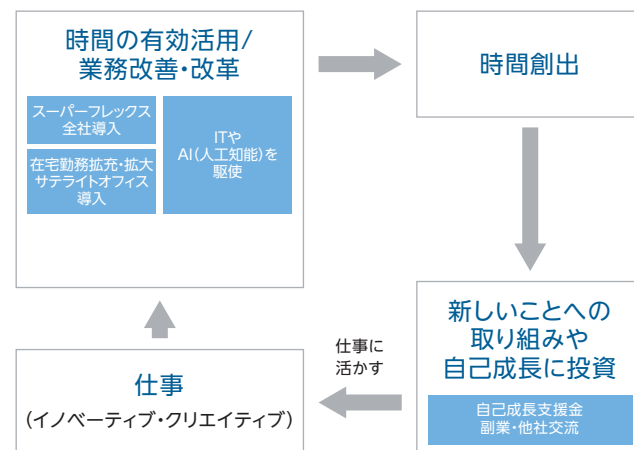 時間の有効活用/
業務改善・改革
スーパーフレックス
全社導入
在宅勤務拡充・拡大
サテライトオフィス
導入
ITや
AI(人工知能)を
駆使
時間創出
新しいことへの
取り組みや
自己成長に投資
自己成長支援金
副業・他社交流
仕事に
活かす
仕事
(イノベーティブ・クリエイティブ)